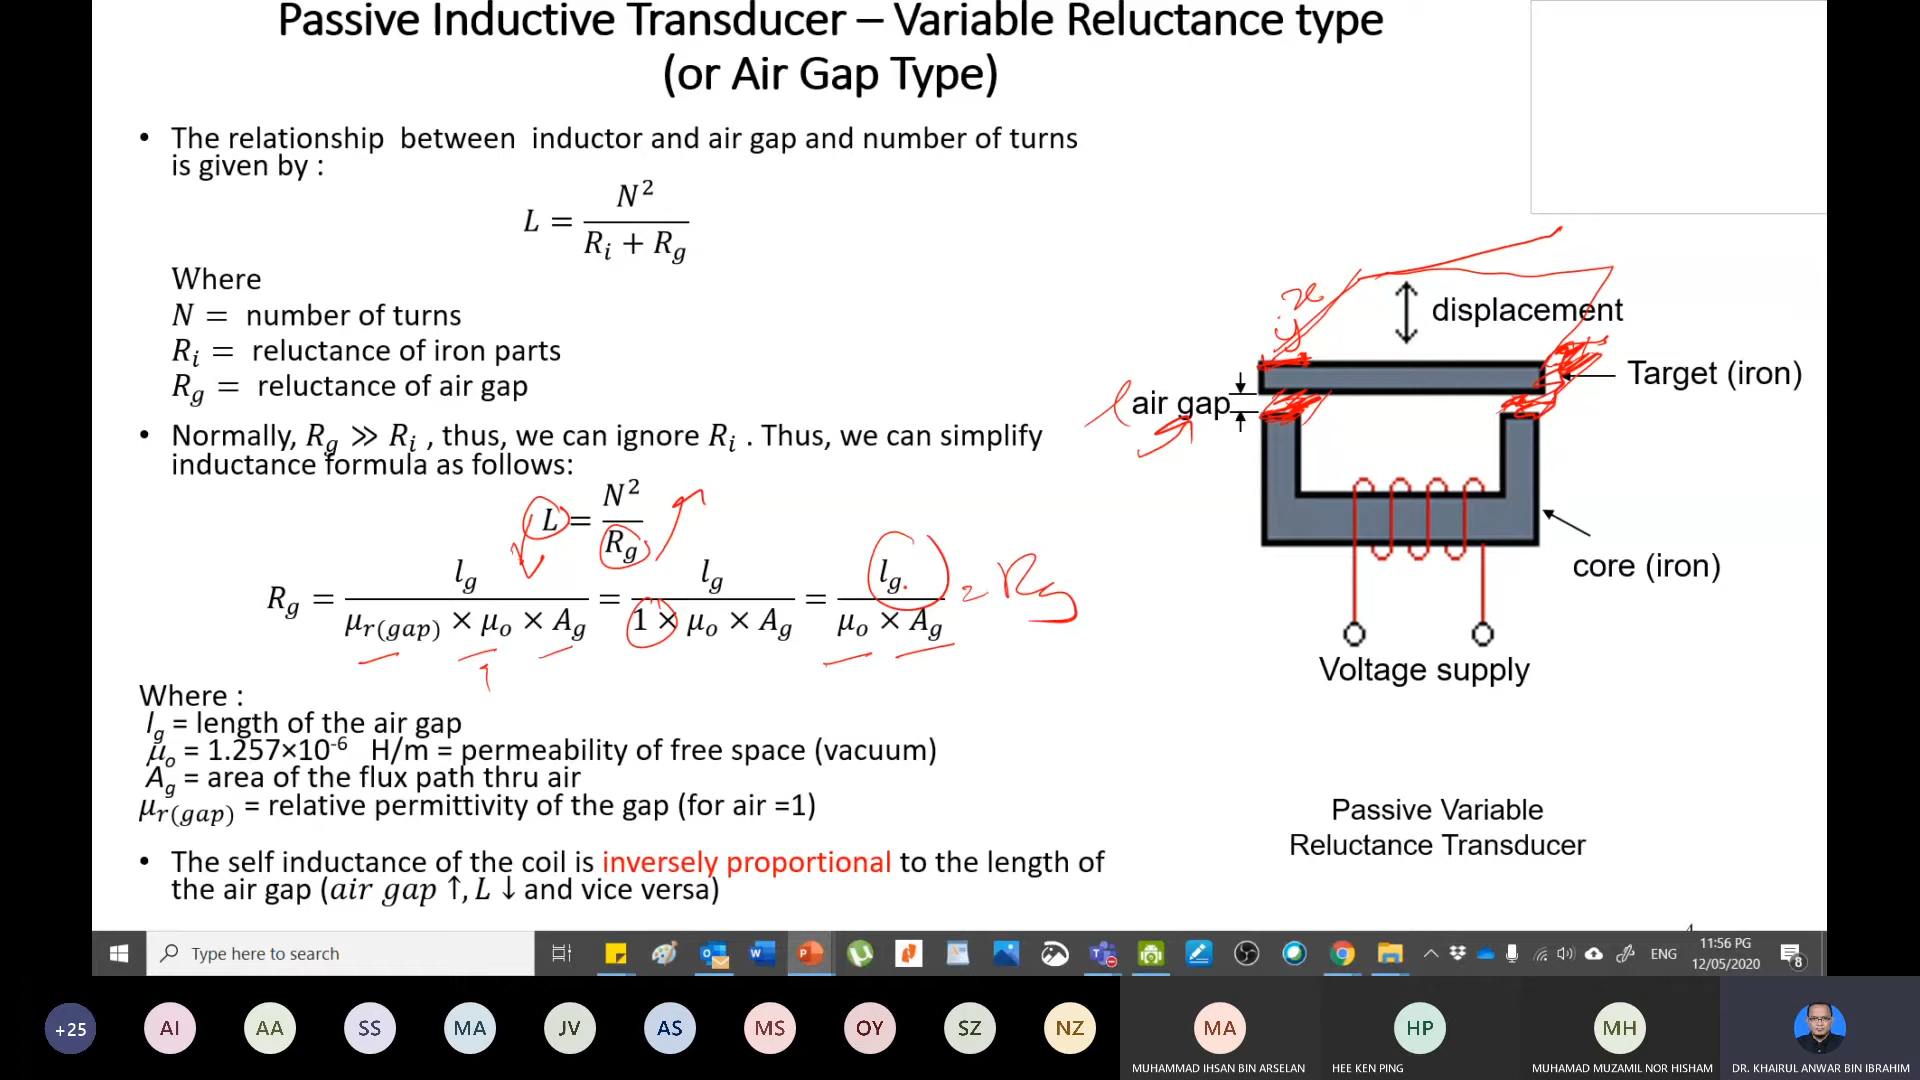 Passive Inductive Transducer – Variable Reluctance type
(or Air Gap Type)
• The relationship between inductor and air gap and number of turns
is given by :
L = N² / (Rᵢ + R_g)
Where
N = number of turns
Rᵢ = reluctance of iron parts
R_g = reluctance of air gap
• Normally, R_g ≫ Rᵢ , thus, we can ignore Rᵢ . Thus, we can simplify
inductance formula as follows:
L = N² / R_g
R_g = l_g / (μ_r(gap) × μ_o × A_g) = l_g / (1 × μ_o × A_g) = l_g / (μ_o × A_g) = Rg
Where :
l_g = length of the air gap
μ_o = 1.257×10⁻⁶ H/m = permeability of free space (vacuum)
A_g = area of the flux path thru air
μ_r(gap) = relative permittivity of the gap (for air =1)
• The self inductance of the coil is inversely proportional to the length of
the air gap (air gap ↑, L ↓ and vice versa)
x
y
displacement
Target (iron)
l air gap
core (iron)
Voltage supply
Passive Variable
Reluctance Transducer
Type here to search
ENG
11:56 PG
12/05/2020
8
+25
AI
AA
SS
MA
JV
AS
MS
OY
SZ
NZ
MA
HP
MH
MUHAMMAD IHSAN BIN ARSELAN
HEE KEN PING
MUHAMAD MUZAMIL NOR HISHAM
DR. KHAIRUL ANWAR BIN IBRAHIM